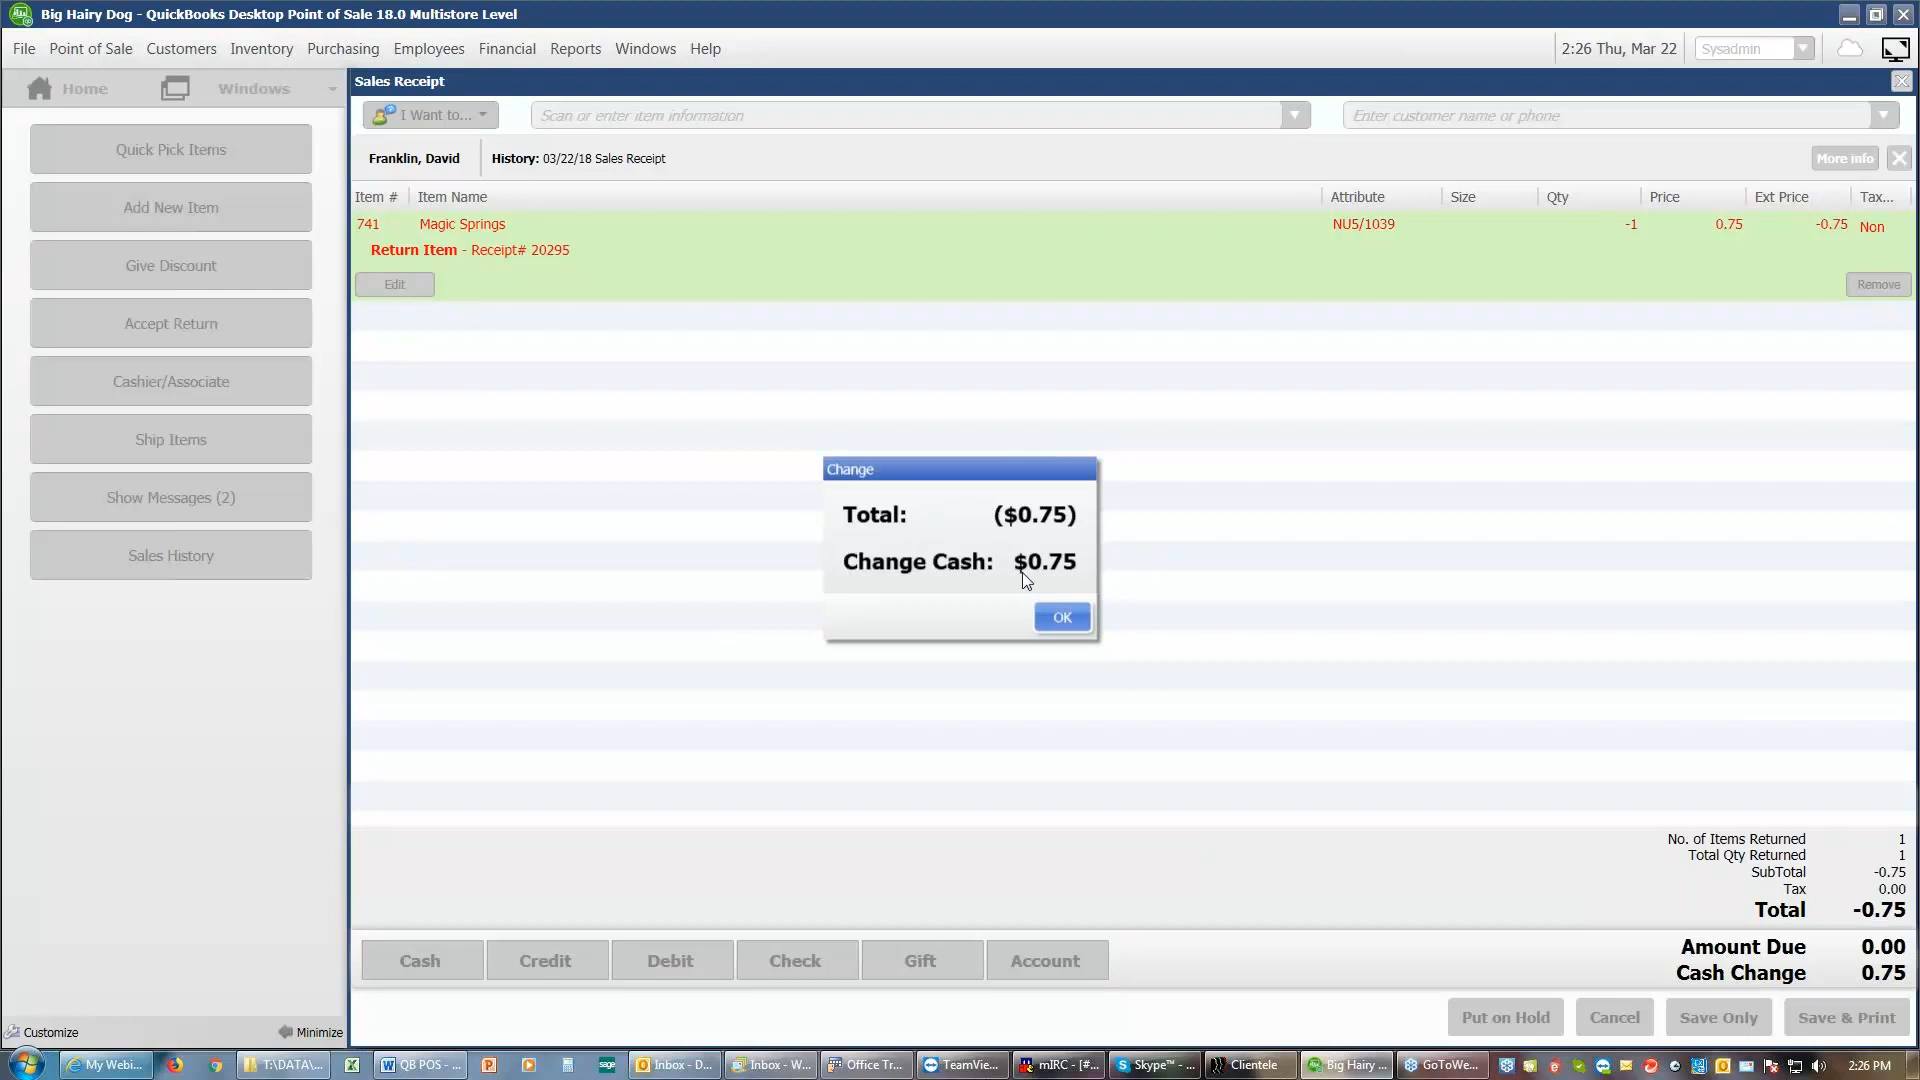 Big Hairy Dog - QuickBooks Desktop Point of Sale 18.0 Multistore Level
File Point of Sale Customers Inventory Purchasing Employees Financial Reports Windows Help
2:26 Thu, Mar 22 Sysadmin
Home Windows
Sales Receipt
I Want to... Scan or enter item information Enter customer name or phone
Franklin, David History: 03/22/18 Sales Receipt More info
Item # Item Name Attribute Size Qty Price Ext Price Tax...
741 Magic Springs NU5/1039 -1 0.75 -0.75 Non
Return Item - Receipt# 20295
Edit Remove
Quick Pick Items
Add New Item
Give Discount
Accept Return
Cashier/Associate
Ship Items
Show Messages (2)
Sales History
Change
Total: ($0.75)
Change Cash: $0.75
OK
No. of Items Returned 1
Total Qty Returned 1
SubTotal -0.75
Tax 0.00
Total -0.75
Cash Credit Debit Check Gift Account
Amount Due 0.00
Cash Change 0.75
Put on Hold Cancel Save Only Save & Print
Customize Minimize
My Webi... T:\DATA\... QB POS - ... Inbox - D... Inbox - W... Office Tr... TeamVie... mIRC - [#... Skype™ - ... Clientele Big Hairy ... GoToWe... 2:26 PM